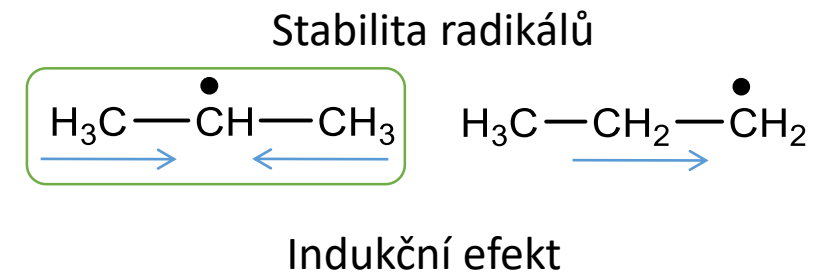 Stabilita radikálů
H₃C—CH—CH₃ H₃C—CH₂—CH₂
Indukční efekt